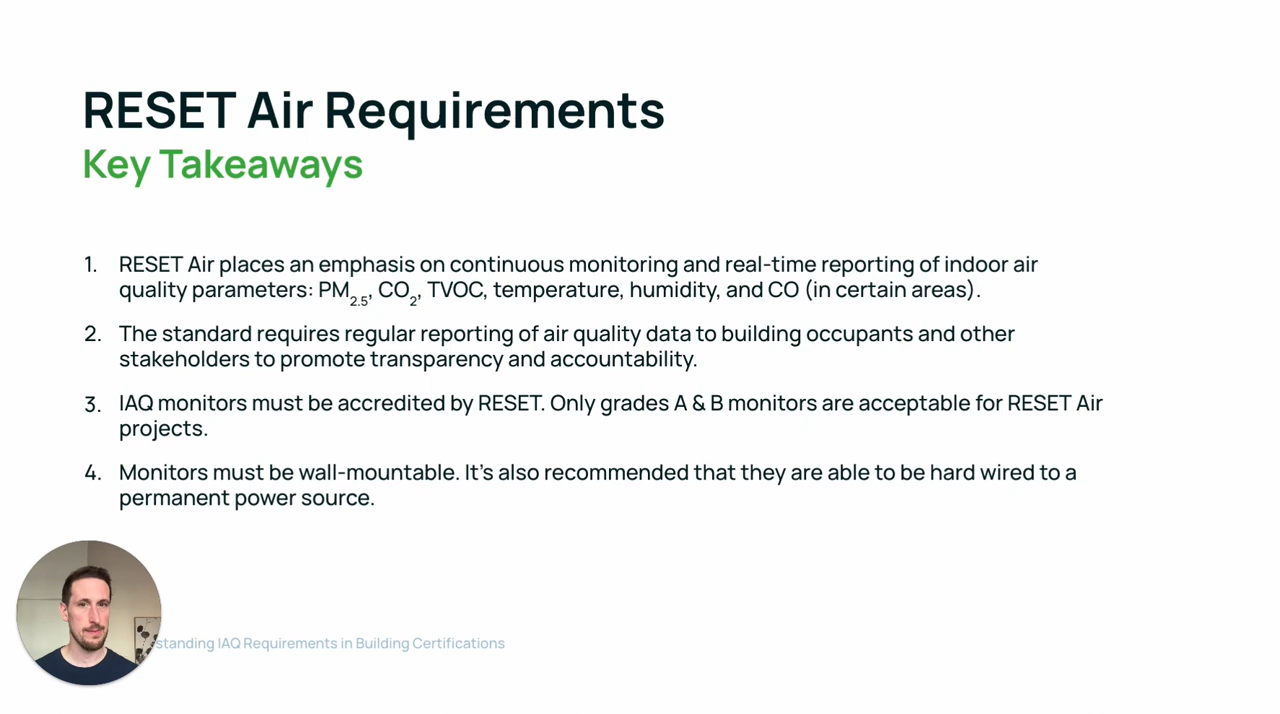 RESET Air Requirements
Key Takeaways
1. RESET Air places an emphasis on continuous monitoring and real-time reporting of indoor air
quality parameters: PM2.5, CO2, TVOC, temperature, humidity, and CO (in certain areas).
2. The standard requires regular reporting of air quality data to building occupants and other
stakeholders to promote transparency and accountability.
3. IAQ monitors must be accredited by RESET. Only grades A & B monitors are acceptable for RESET Air
projects.
4. Monitors must be wall-mountable. It's also recommended that they are able to be hard wired to a
permanent power source.
standing IAQ Requirements in Building Certifications